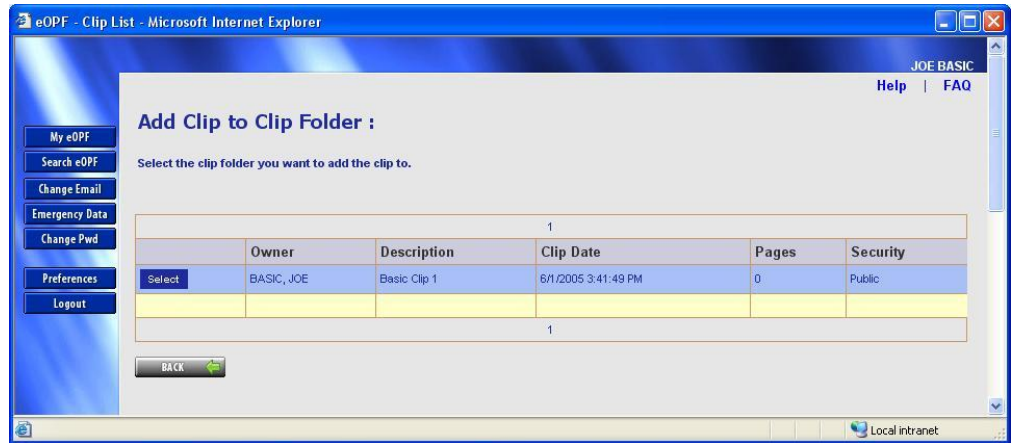 eOPF - Clip List - Microsoft Internet Explorer
JOE BASIC
Help | FAQ
My eOPF
Search eOPF
Change Email
Emergency Data
Change Pwd
Preferences
Logout
Add Clip to Clip Folder :
Select the clip folder you want to add the clip to.
1
Owner Description Clip Date Pages Security
Select BASIC, JOE Basic Clip 1 6/1/2005 3:41:49 PM 0 Public
1
BACK
Local intranet